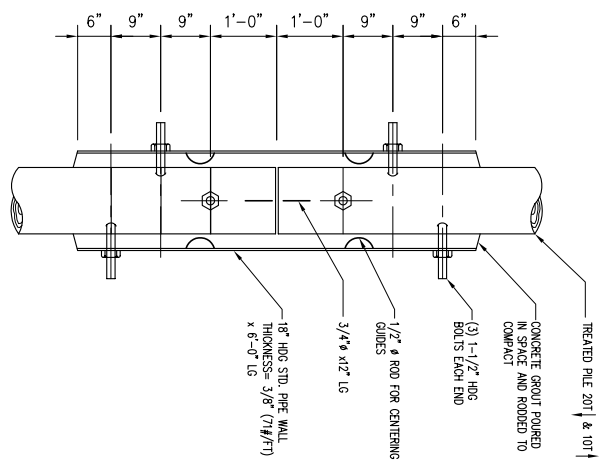 6" 9" 9" 1'-0" 1'-0" 9" 9" 6"
TREATED PILE 20T↓ & 10T↑
CONCRETE GROUT POURED
IN SPACE AND RODDED TO
COMPACT
(3) 1-1/2" HDG
BOLTS EACH END
1/2" Ø ROD FOR CENTERING
GUIDES
3/4"Ø x12" LG
18" HDG STD. PIPE WALL
THICKNESS= 3/8" (71#/FT)
x 6'-0" LG